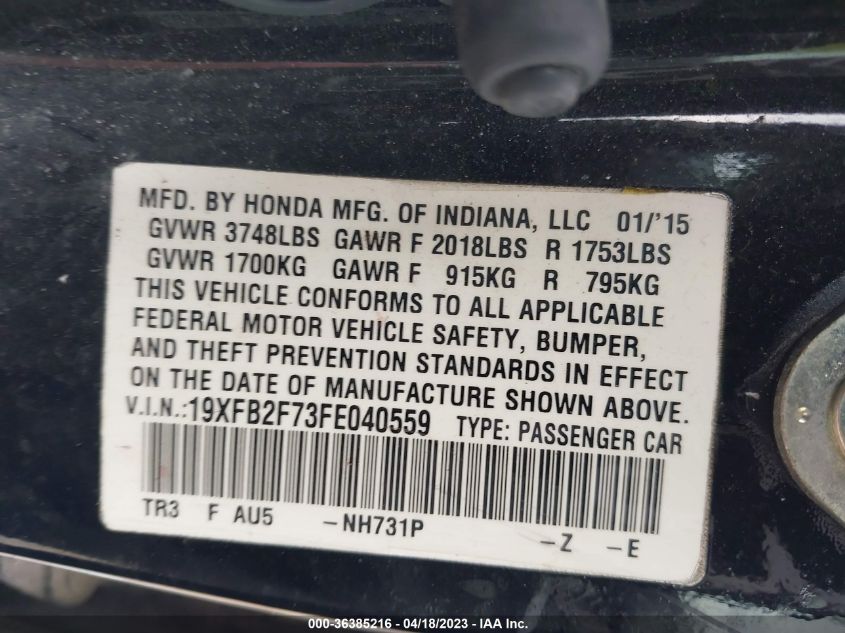 MFD. BY HONDA MFG. OF INDIANA, LLC 01/'15
GVWR 3748LBS GAWR F 2018LBS R 1753LBS
GVWR 1700KG GAWR F 915KG R 795KG
THIS VEHICLE CONFORMS TO ALL APPLICABLE
FEDERAL MOTOR VEHICLE SAFETY, BUMPER,
AND THEFT PREVENTION STANDARDS IN EFFECT
ON THE DATE OF MANUFACTURE SHOWN ABOVE.
V.I.N.:19XFB2F73FE040559 TYPE: PASSENGER CAR
TR3 F AU5 -NH731P -Z -E
000-36385216 - 04/18/2023 - IAA Inc.